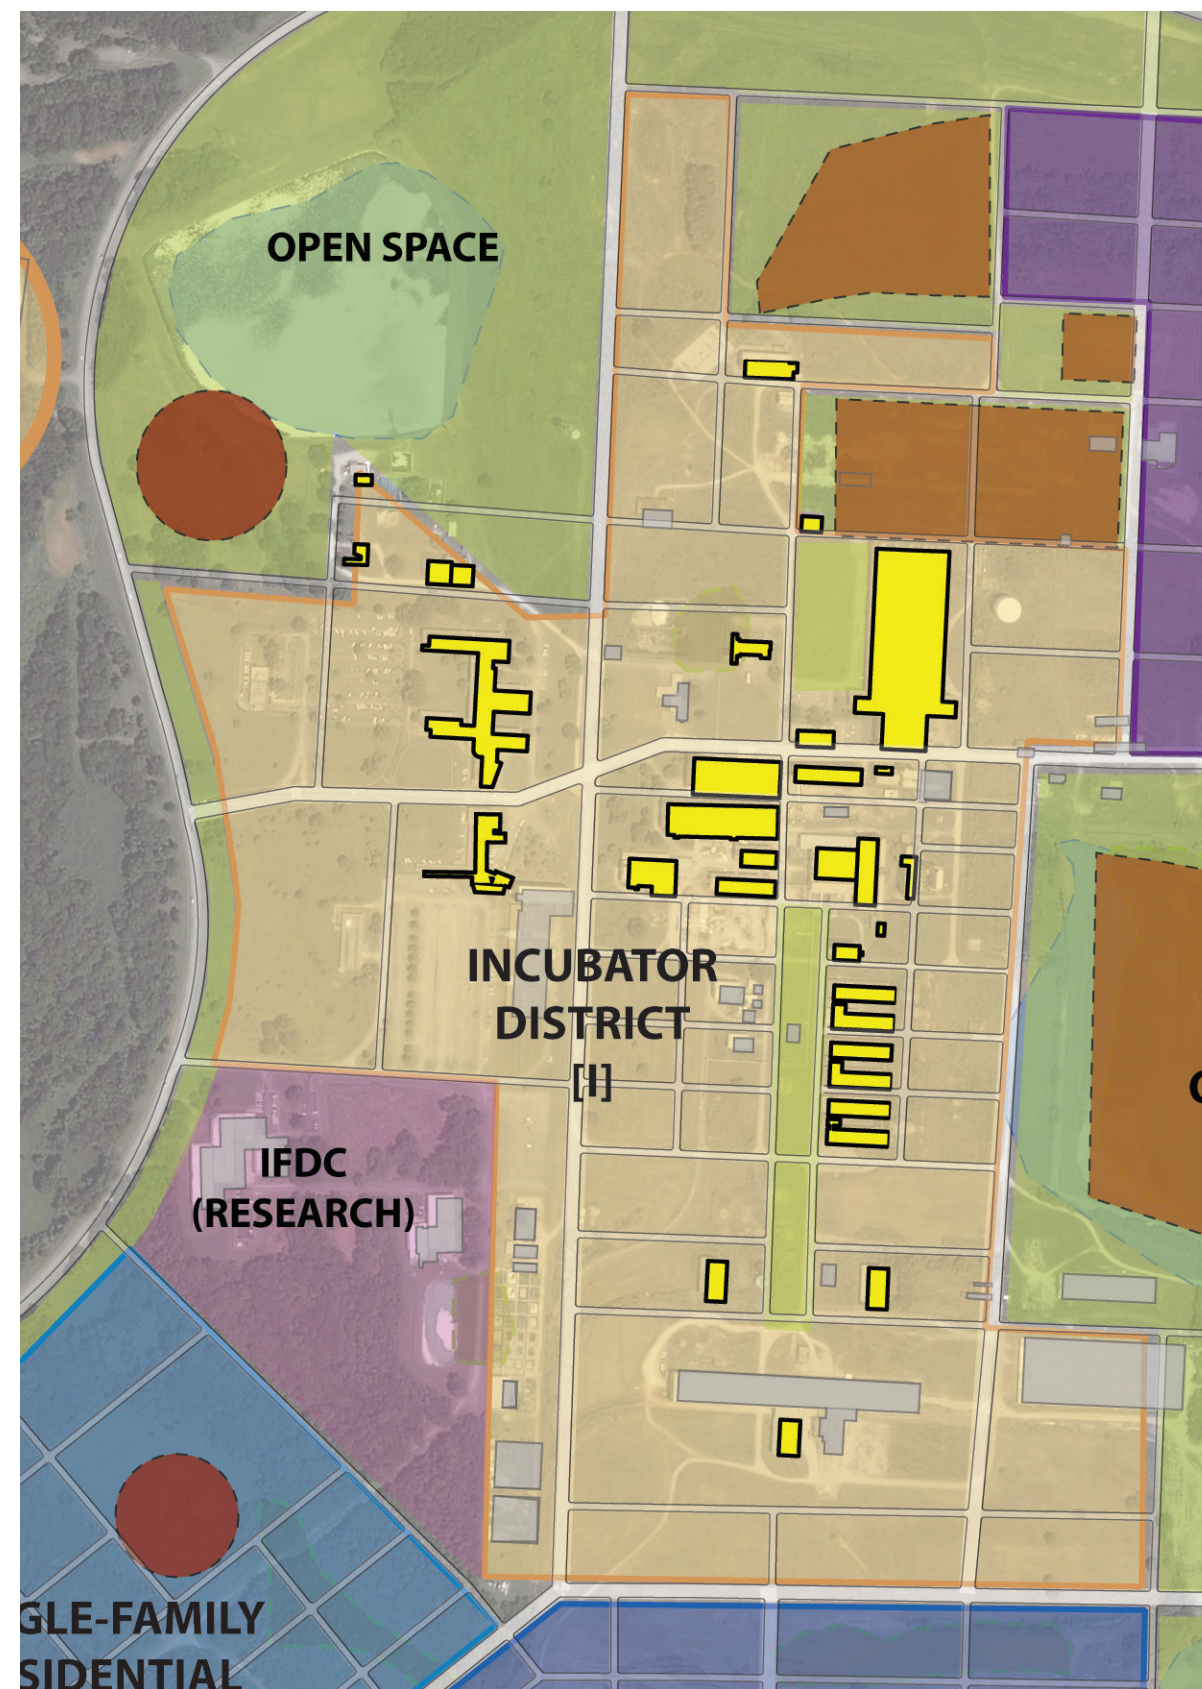 OPEN SPACE
INCUBATOR
DISTRICT
[I]
IFDC
(RESEARCH)
GLE-FAMILY
SIDENTIAL